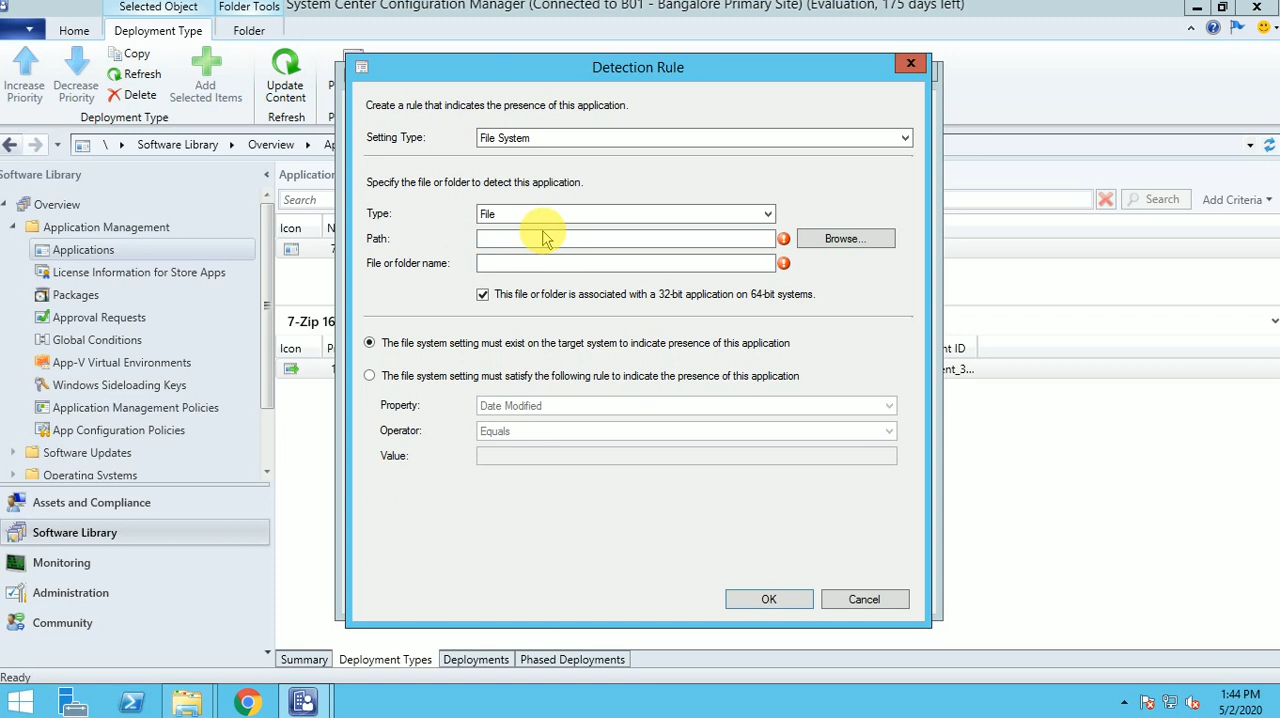 Selected Object Folder Tools System Center Configuration Manager (Connected to B01 - Bangalore Primary Site) (Evaluation, 175 days left)
Home Deployment Type Folder
Increase Priority
Decrease Priority
Copy
Refresh
Delete
Add Selected Items
Update Content
Deployment Type Refresh
\ Software Library Overview
Software Library
Overview
Application Management
Applications
License Information for Store Apps
Packages
Approval Requests
Global Conditions
App-V Virtual Environments
Windows Sideloading Keys
Application Management Policies
App Configuration Policies
Software Updates
Operating Systems
Assets and Compliance
Software Library
Monitoring
Administration
Community
Ready
Search
Icon
7-Zip 16
Icon
Detection Rule
Create a rule that indicates the presence of this application.
Setting Type: File System
Specify the file or folder to detect this application.
Type: File
Path: Browse...
File or folder name:
This file or folder is associated with a 32-bit application on 64-bit systems.
The file system setting must exist on the target system to indicate presence of this application
The file system setting must satisfy the following rule to indicate the presence of this application
Property: Date Modified
Operator: Equals
Value:
OK Cancel
Search Add Criteria
ent ID
ent_3...
Summary Deployment Types Deployments Phased Deployments
1:44 PM
5/2/2020